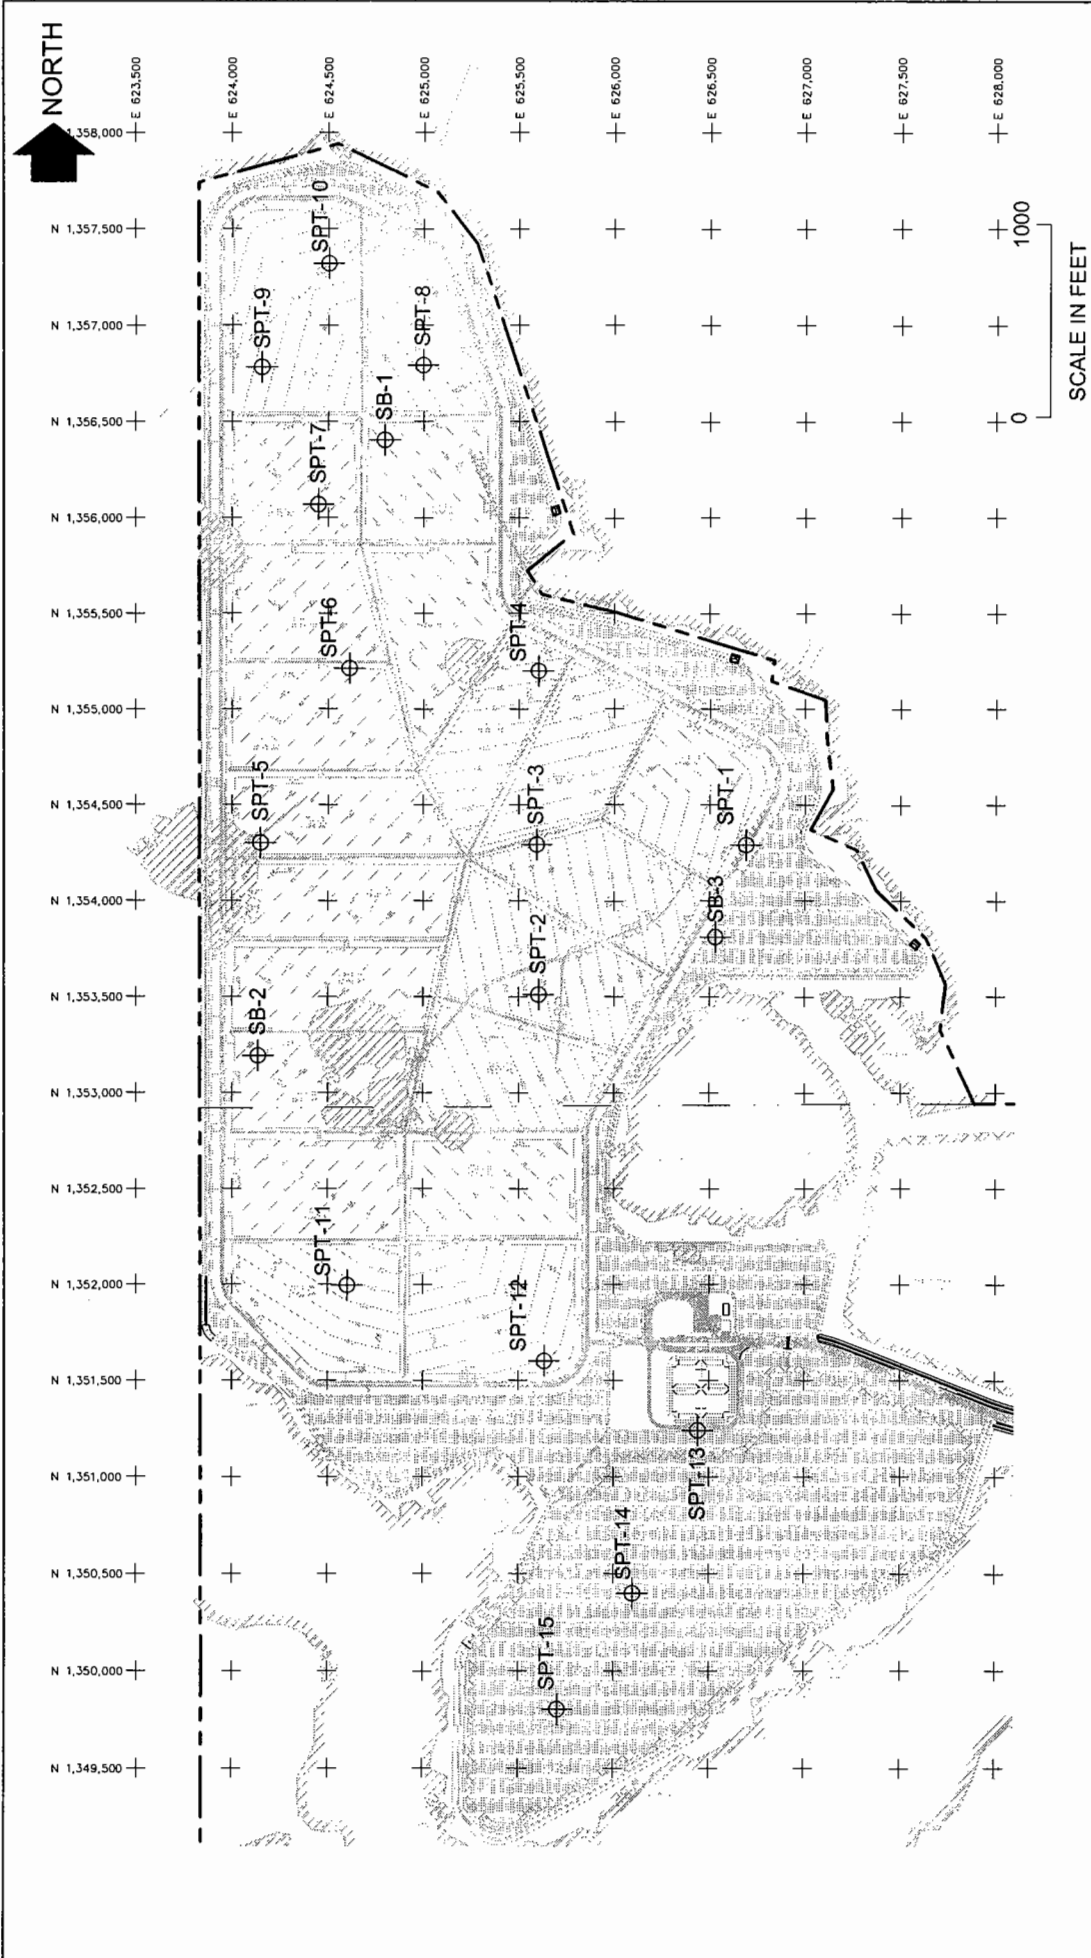 NORTH
E 623,500
E 624,000
E 624,500
E 625,000
E 625,500
E 626,000
E 626,500
E 627,000
E 627,500
E 628,000
1,358,000
N 1,357,500
N 1,357,000
N 1,356,500
N 1,356,000
N 1,355,500
N 1,355,000
N 1,354,500
N 1,354,000
N 1,353,500
N 1,353,000
N 1,352,500
N 1,352,000
N 1,351,500
N 1,351,000
N 1,350,500
N 1,350,000
N 1,349,500
SPT-10
SPT-9
SPT-8
SB-1
SPT-7
SPT-6
SPT-4
SPT-5
SPT-3
SPT-1
SB-3
SPT-2
SB-2
SPT-11
SPT-12
SPT-13
SPT-14
SPT-15
0 1000
SCALE IN FEET